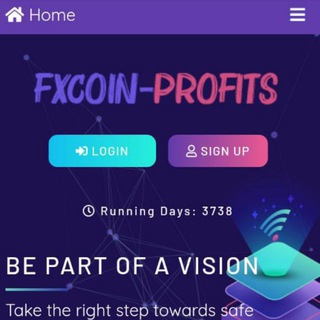 Home
FXCOIN-PROFITS
LOGIN
SIGN UP
Running Days: 3738
BE PART OF A VISION
Take the right step towards safe